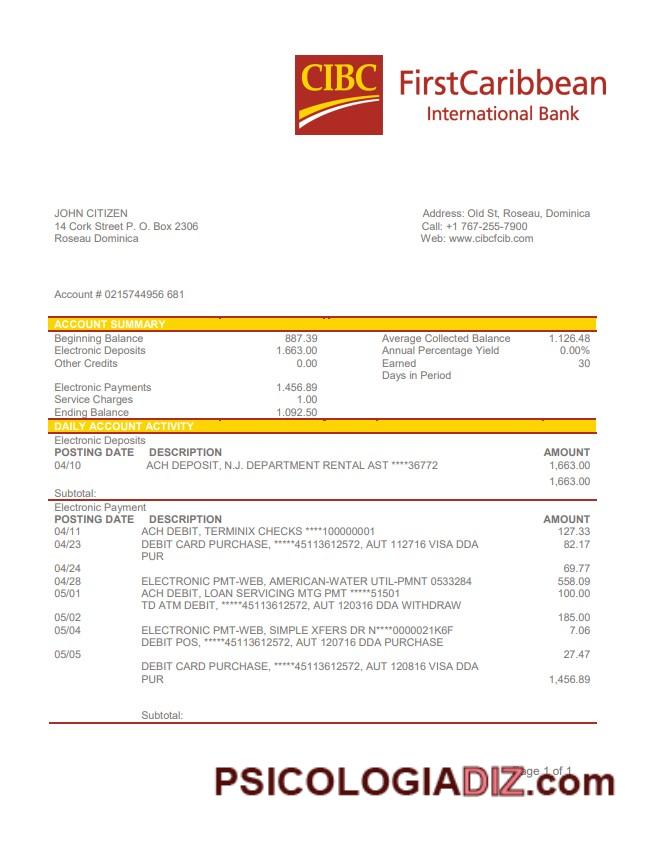 CIBC FirstCaribbean
International Bank
JOHN CITIZEN
14 Cork Street P. O. Box 2306
Roseau Dominica
Address: Old St, Roseau, Dominica
Call: +1 767-255-7900
Web: www.cibcfcib.com
Account # 0215744956 681
ACCOUNT SUMMARY
Beginning Balance 887.39 Average Collected Balance 1.126.48
Electronic Deposits 1.663.00 Annual Percentage Yield 0.00%
Other Credits 0.00 Earned 30
Days in Period
Electronic Payments 1.456.89
Service Charges 1.00
Ending Balance 1.092.50
DAILY ACCOUNT ACTIVITY
Electronic Deposits
POSTING DATE DESCRIPTION AMOUNT
04/10 ACH DEPOSIT, N.J. DEPARTMENT RENTAL AST ****36772 1,663.00
1,663.00
Subtotal:
Electronic Payment
POSTING DATE DESCRIPTION AMOUNT
04/11 ACH DEBIT, TERMINIX CHECKS ****100000001 127.33
04/23 DEBIT CARD PURCHASE, *****45113612572, AUT 112716 VISA DDA 82.17
PUR
04/24 69.77
04/28 ELECTRONIC PMT-WEB, AMERICAN-WATER UTIL-PMNT 0533284 558.09
05/01 ACH DEBIT, LOAN SERVICING MTG PMT *****51501 100.00
TD ATM DEBIT, *****45113612572, AUT 120316 DDA WITHDRAW
05/02 185.00
05/04 ELECTRONIC PMT-WEB, SIMPLE XFERS DR N****0000021K6F 7.06
DEBIT POS, *****45113612572, AUT 120716 DDA PURCHASE
05/05 27.47
DEBIT CARD PURCHASE, *****45113612572, AUT 120816 VISA DDA
PUR 1,456.89
Subtotal:
age 1 of 1
PSICOLOGIADIZ.com